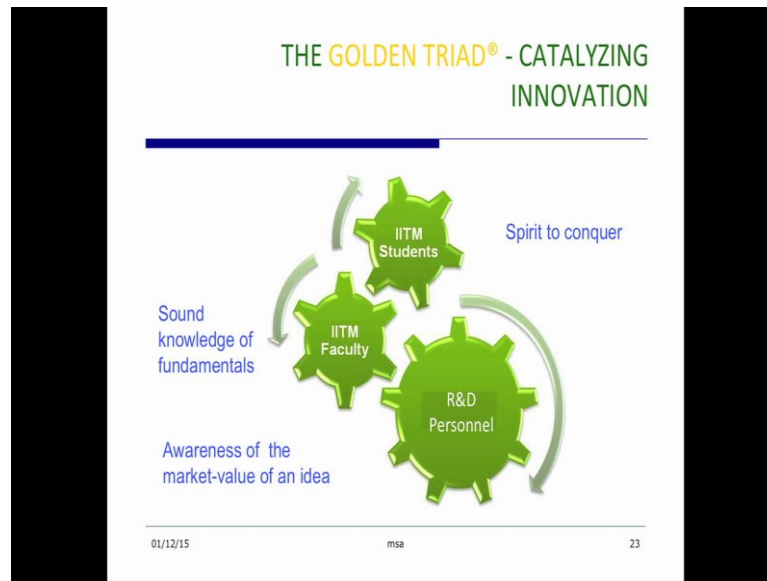 THE GOLDEN TRIAD® - CATALYZING
INNOVATION
IITM
Students
Spirit to conquer
Sound
knowledge of
fundamentals
IITM
Faculty
R&D
Personnel
Awareness of the
market-value of an idea
01/12/15
msa
23